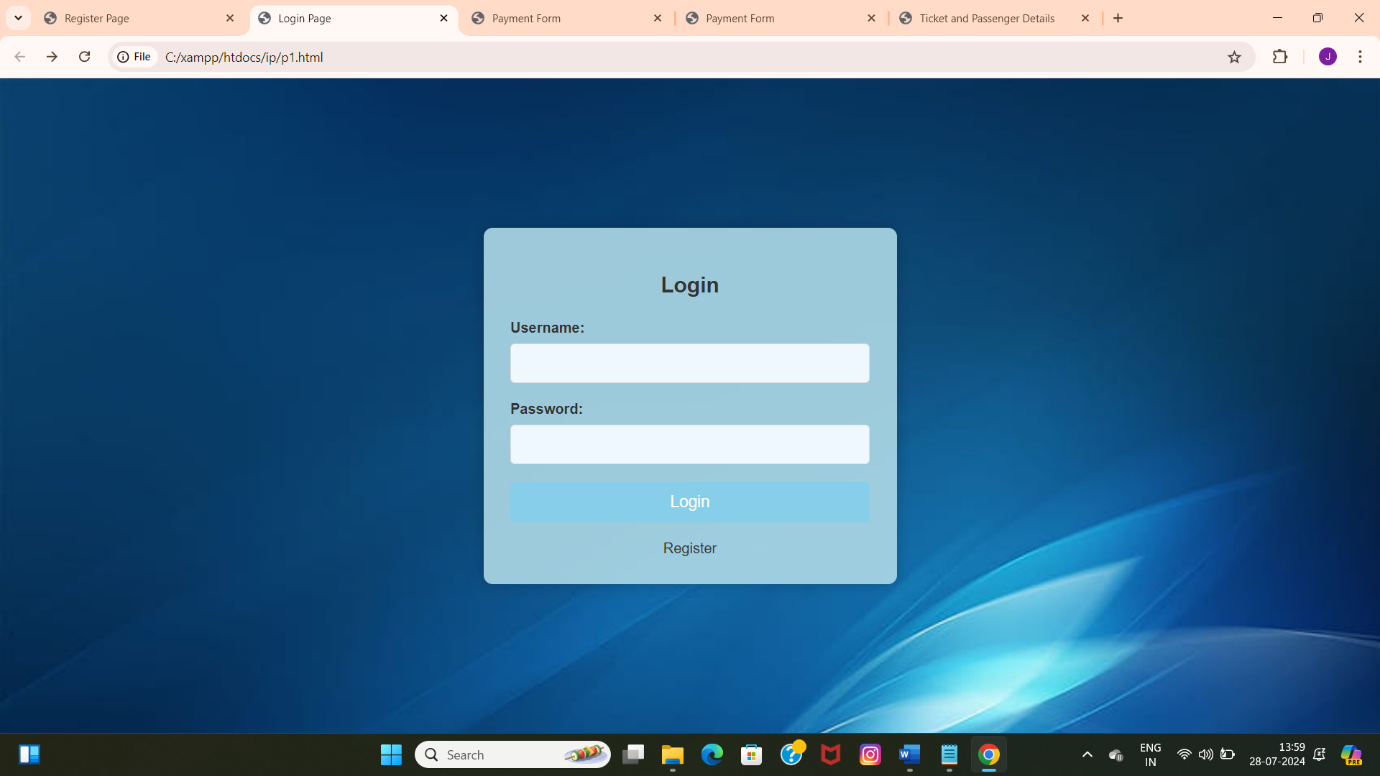 Register Page
Login Page
Payment Form
Payment Form
Ticket and Passenger Details
File
C:/xampp/htdocs/ip/p1.html
J
Login
Username:
Password:
Login
Register
Search
W
ENG
IN
13:59
28-07-2024
PRE